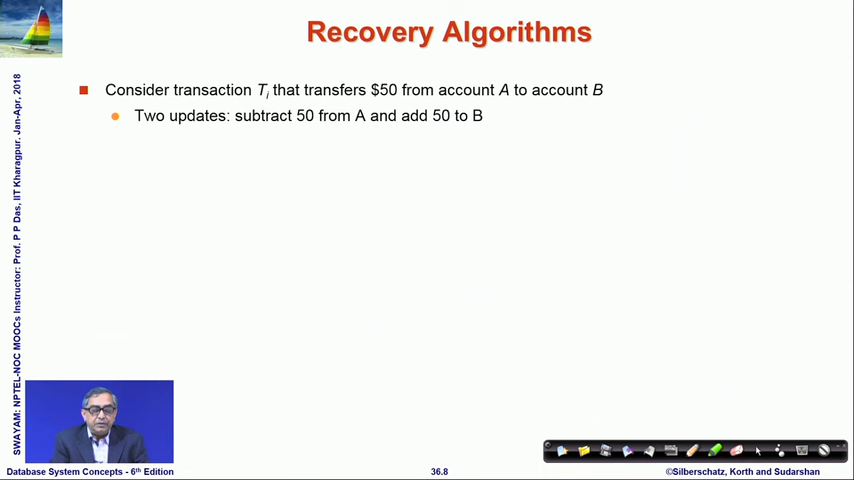 Recovery Algorithms
Consider transaction Ti that transfers $50 from account A to account B
Two updates: subtract 50 from A and add 50 to B
SWAYAM: NPTEL-NOC MOOCs Instructor: Prof. P P Das, IIT Kharagpur. Jan-Apr, 2018
Database System Concepts - 6th Edition
36.8
©Silberschatz, Korth and Sudarshan